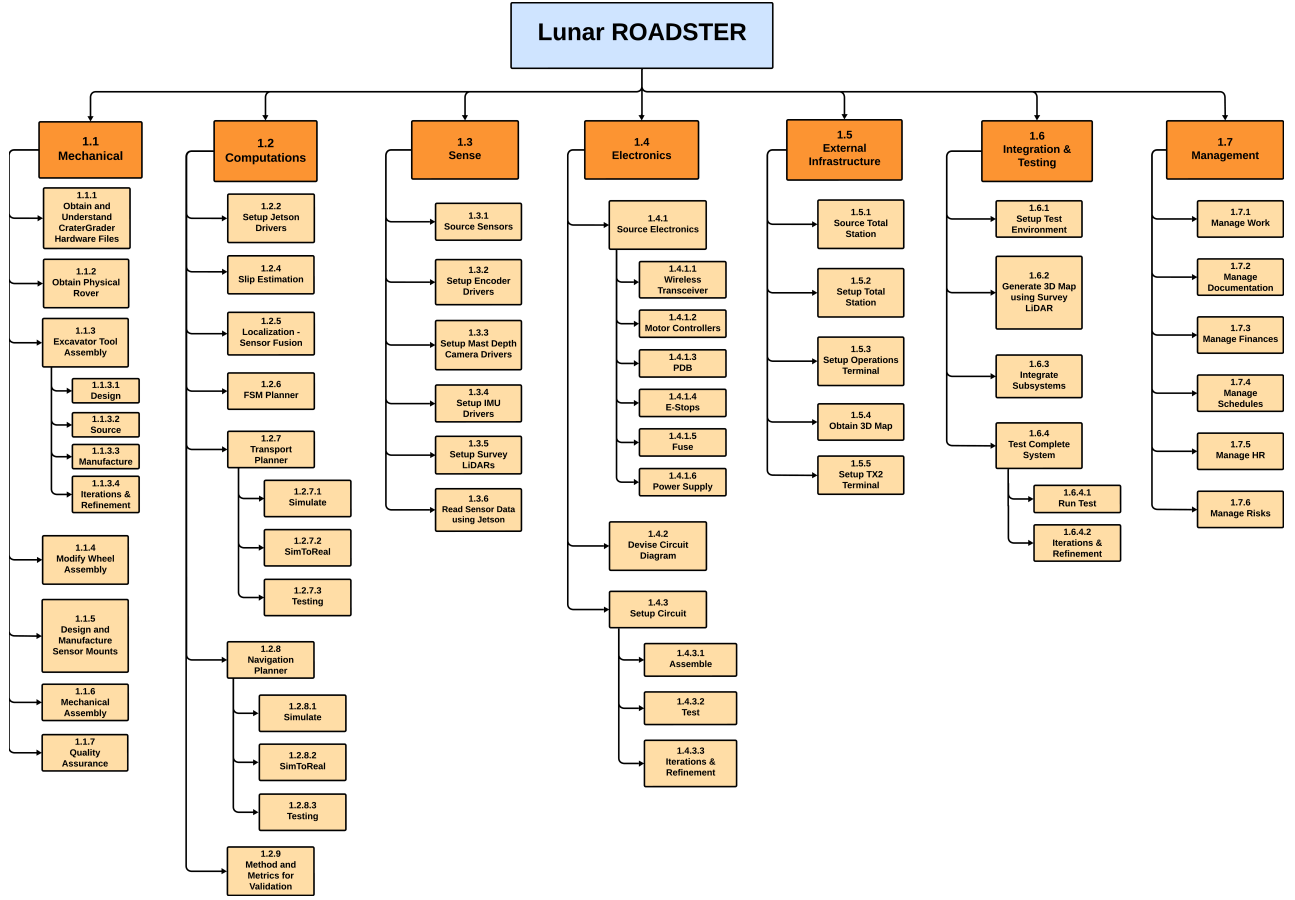 Lunar ROADSTER
1.1
Mechanical
1.1.1
Obtain and
Understand
CraterGrader
Hardware Files
1.1.2
Obtain Physical
Rover
1.1.3
Excavator Tool
Assembly
1.1.3.1
Design
1.1.3.2
Source
1.1.3.3
Manufacture
1.1.3.4
Iterations &
Refinement
1.1.4
Modify Wheel
Assembly
1.1.5
Design and
Manufacture
Sensor Mounts
1.1.6
Mechanical
Assembly
1.1.7
Quality
Assurance
1.2
Computations
1.2.2
Setup Jetson
Drivers
1.2.4
Slip Estimation
1.2.5
Localization -
Sensor Fusion
1.2.6
FSM Planner
1.2.7
Transport
Planner
1.2.7.1
Simulate
1.2.7.2
SimToReal
1.2.7.3
Testing
1.2.8
Navigation
Planner
1.2.8.1
Simulate
1.2.8.2
SimToReal
1.2.8.3
Testing
1.2.9
Method and
Metrics for
Validation
1.3
Sense
1.3.1
Source Sensors
1.3.2
Setup Encoder
Drivers
1.3.3
Setup Mast Depth
Camera Drivers
1.3.4
Setup IMU
Drivers
1.3.5
Setup Survey
LiDARs
1.3.6
Read Sensor Data
using Jetson
1.4
Electronics
1.4.1
Source Electronics
1.4.1.1
Wireless
Transceiver
1.4.1.2
Motor Controllers
1.4.1.3
PDB
1.4.1.4
E-Stops
1.4.1.5
Fuse
1.4.1.6
Power Supply
1.4.2
Devise Circuit
Diagram
1.4.3
Setup Circuit
1.4.3.1
Assemble
1.4.3.2
Test
1.4.3.3
Iterations &
Refinement
1.5
External
Infrastructure
1.5.1
Source Total
Station
1.5.2
Setup Total
Station
1.5.3
Setup Operations
Terminal
1.5.4
Obtain 3D Map
1.5.5
Setup TX2
Terminal
1.6
Integration &
Testing
1.6.1
Setup Test
Environment
1.6.2
Generate 3D Map
using Survey
LiDAR
1.6.3
Integrate
Subsystems
1.6.4
Test Complete
System
1.6.4.1
Run Test
1.6.4.2
Iterations &
Refinement
1.7
Management
1.7.1
Manage Work
1.7.2
Manage
Documentation
1.7.3
Manage Finances
1.7.4
Manage
Schedules
1.7.5
Manage HR
1.7.6
Manage Risks